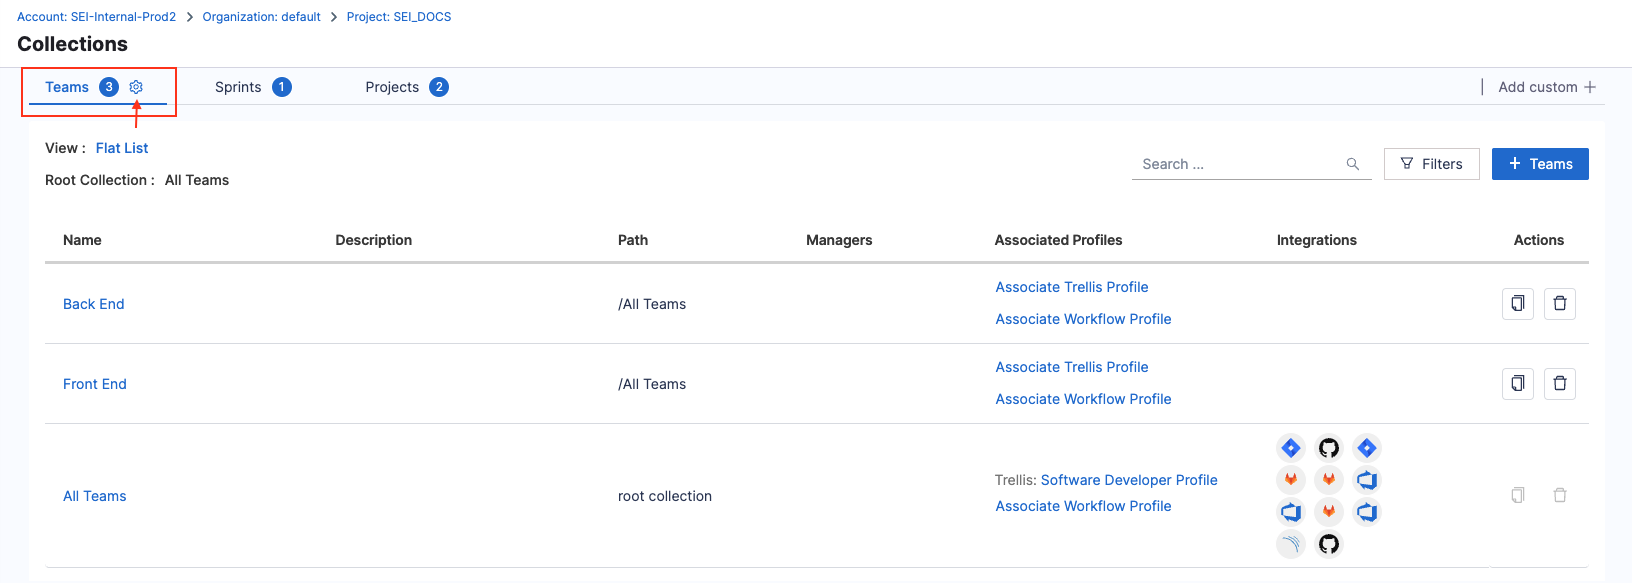 Account: SEI-Internal-Prod2 > Organization: default > Project: SEI_DOCS
Collections
Teams 3 Sprints 1 Projects 2 | Add custom +
View : Flat List
Root Collection : All Teams
Search ... Filters + Teams
Name Description Path Managers Associated Profiles Integrations Actions
Associate Trellis Profile
Back End /All Teams
Associate Workflow Profile
Associate Trellis Profile
Front End /All Teams
Associate Workflow Profile
Trellis: Software Developer Profile
All Teams root collection
Associate Workflow Profile